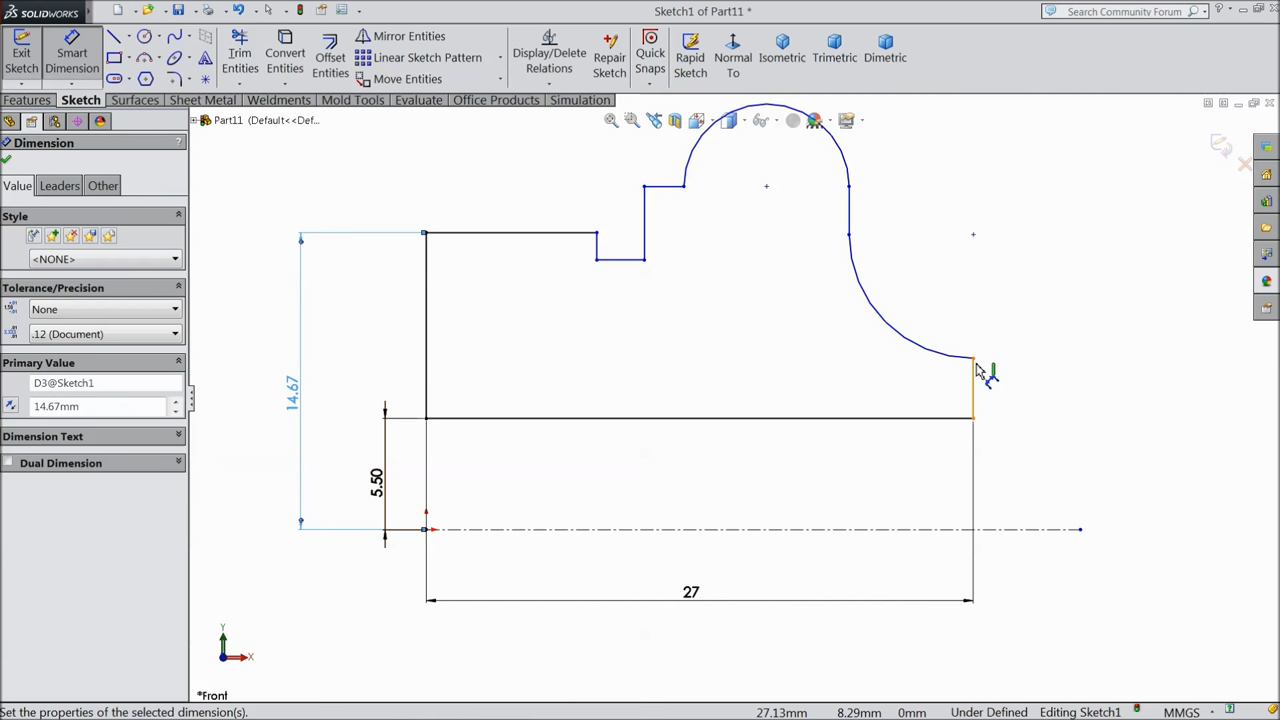 SOLIDWORKS
Sketch1 of Part11 *
Search Community Forum
Exit Sketch
Smart Dimension
Trim Entities
Convert Entities
Offset Entities
Mirror Entities
Linear Sketch Pattern
Move Entities
Display/Delete Relations
Repair Sketch
Quick Snaps
Rapid Sketch
Normal To
Isometric
Trimetric
Dimetric
Features
Sketch
Surfaces
Sheet Metal
Weldments
Mold Tools
Evaluate
Office Products
Simulation
Part11 (Default<<Def...
Dimension
?
Value
Leaders
Other
Style
<NONE>
Tolerance/Precision
None
.12 (Document)
Primary Value
D3@Sketch1
14.67mm
Dimension Text
Dual Dimension
14.67
5.50
27
Y
X
*Front
Set the properties of the selected dimension(s).
27.13mm
8.29mm
0mm
Under Defined
Editing Sketch1
MMGS